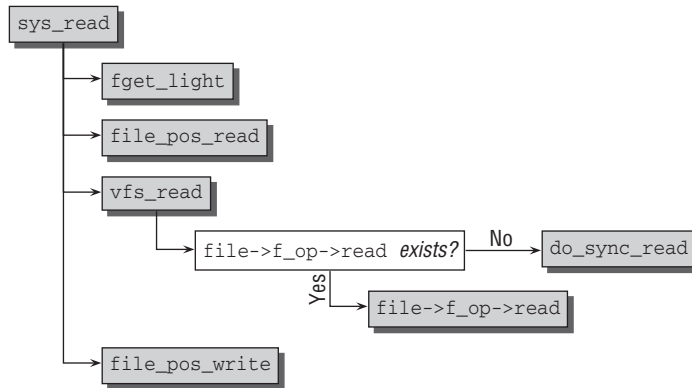 sys_read
fget_light
file_pos_read
vfs_read
file->f_op->read exists?
No
do_sync_read
Yes
file->f_op->read
file_pos_write